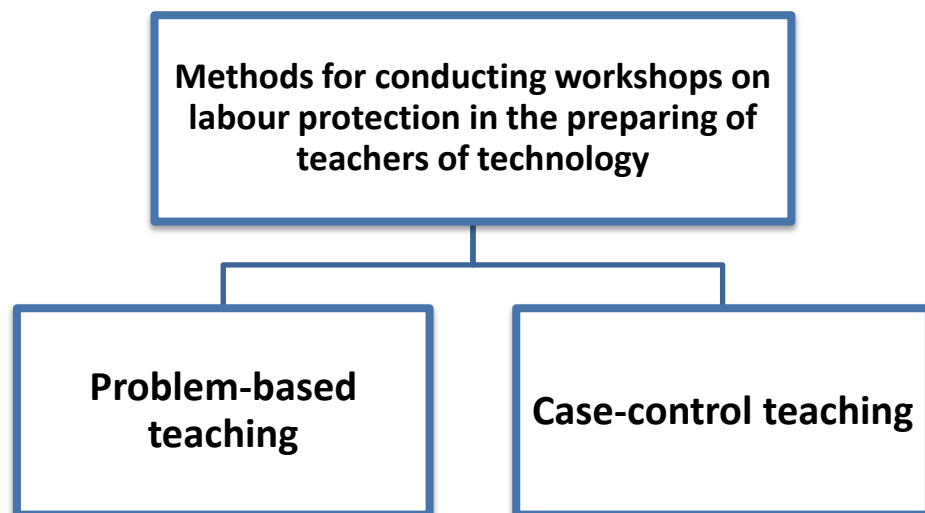 Methods for conducting workshops on
labour protection in the preparing of
teachers of technology
Problem-based
teaching
Case-control teaching